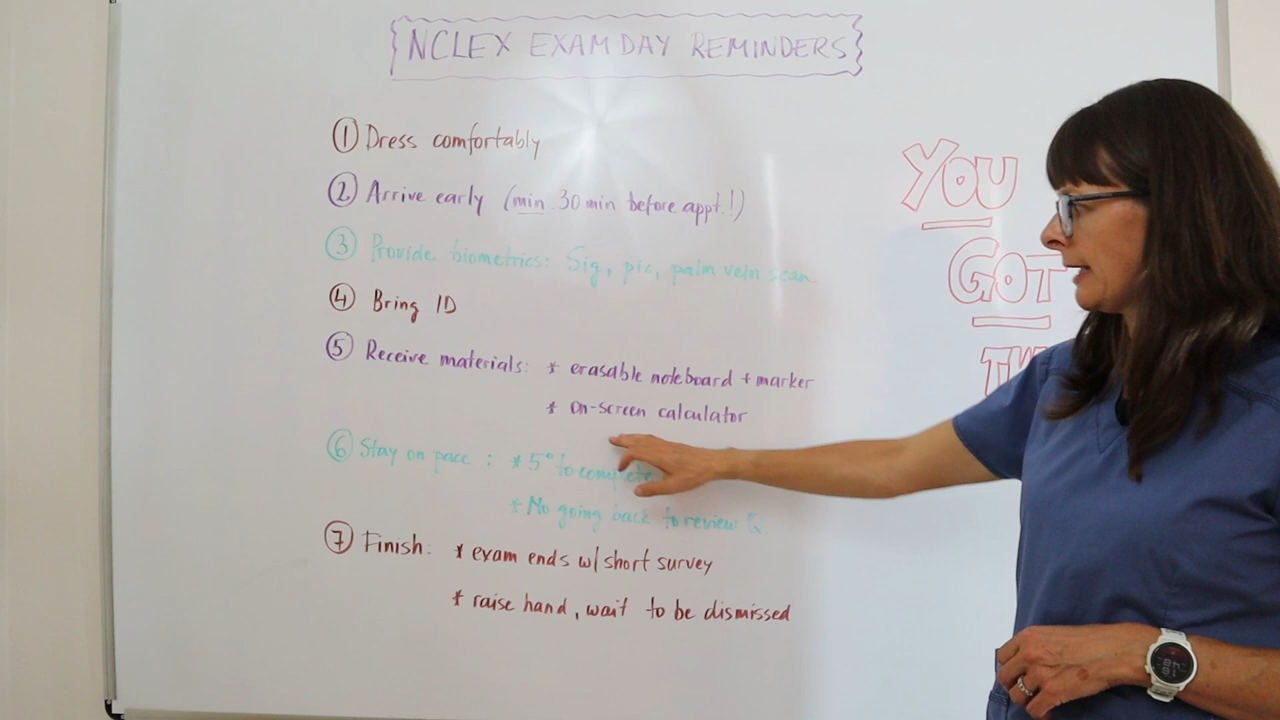 NCLEX EXAM DAY REMINDERS
① Dress comfortably
② Arrive early (min. 30 min before appt.!)
③ Provide biometrics: Sig, pic, palm vein scan
④ Bring ID
⑤ Receive materials: * erasable noteboard + marker
* on-screen calculator
⑥ Stay on pace: * 5° to complete
* No going back to review Q
⑦ Finish: * exam ends w/ short survey
* raise hand, wait to be dismissed
YOU
GOT